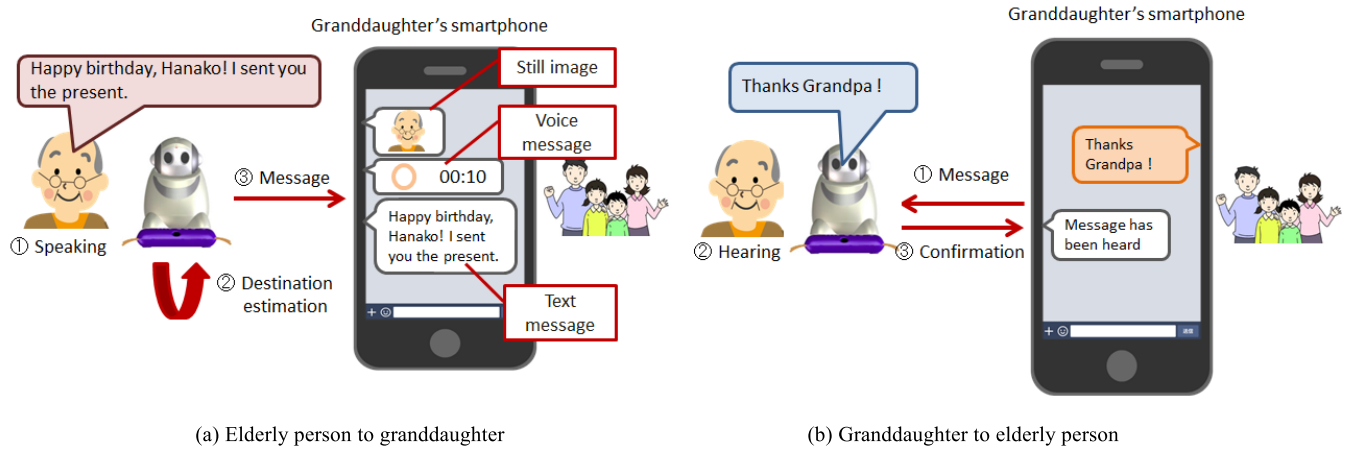 Granddaughter's smartphone
Happy birthday, Hanako! I sent you
the present.
Still image
Voice
message
00:10
③ Message
Happy birthday,
Hanako! I sent
you the present.
① Speaking
② Destination
estimation
Text
message
(a) Elderly person to granddaughter
Granddaughter's smartphone
Thanks Grandpa !
Thanks
Grandpa !
① Message
Message has
been heard
② Hearing
③ Confirmation
+
送信
(b) Granddaughter to elderly person